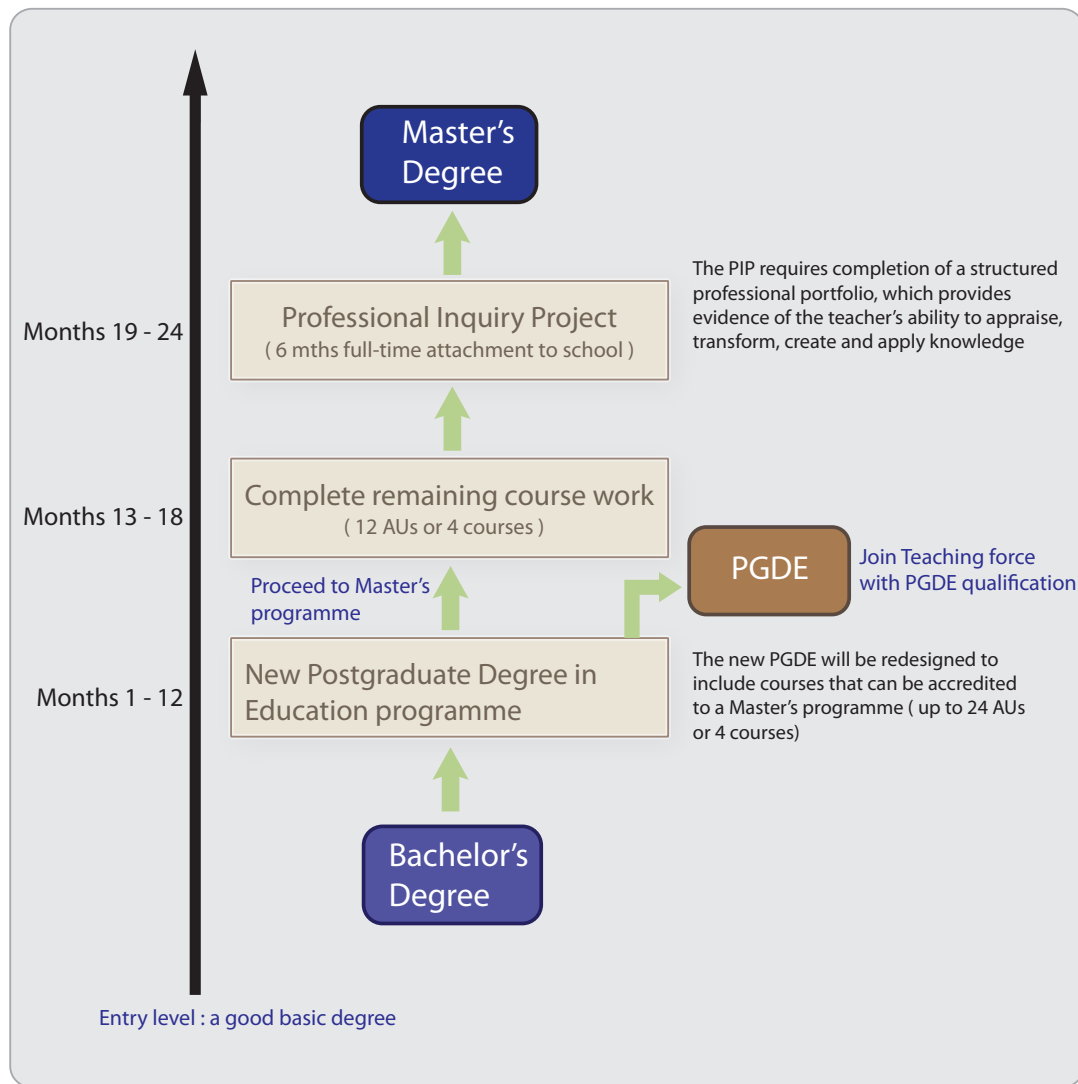 Master's
Degree
Months 19 - 24
Professional Inquiry Project
( 6 mths full-time attachment to school )
The PIP requires completion of a structured
professional portfolio, which provides
evidence of the teacher's ability to appraise,
transform, create and apply knowledge
Months 13 - 18
Complete remaining course work
( 12 AUs or 4 courses )
Proceed to Master's
programme
PGDE
Join Teaching force
with PGDE qualification
Months 1 - 12
New Postgraduate Degree in
Education programme
The new PGDE will be redesigned to
include courses that can be accredited
to a Master's programme ( up to 24 AUs
or 4 courses)
Bachelor's
Degree
Entry level : a good basic degree